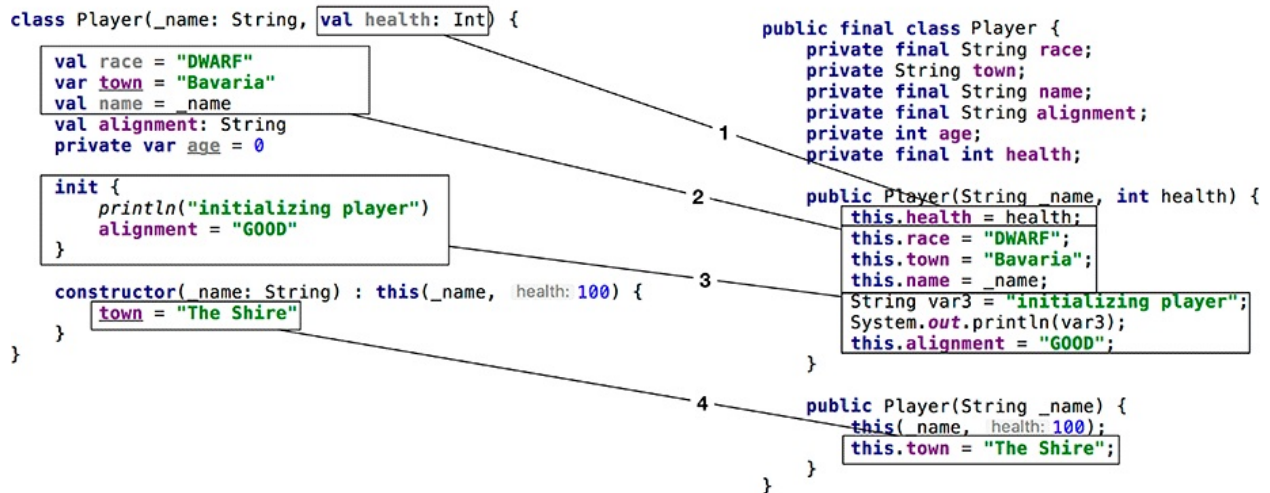 class Player(_name: String, val health: Int) {
val race = "DWARF"
var town = "Bavaria"
val name = _name
val alignment: String
private var age = 0
init {
println("initializing player")
alignment = "GOOD"
}
constructor(_name: String) : this(_name, health: 100) {
town = "The Shire"
}
}
1
2
3
4
public final class Player {
private final String race;
private String town;
private final String name;
private final String alignment;
private int age;
private final int health;
public Player(String _name, int health) {
this.health = health;
this.race = "DWARF";
this.town = "Bavaria";
this.name = _name;
String var3 = "initializing player";
System.out.println(var3);
this.alignment = "GOOD";
}
public Player(String _name) {
this(_name, health: 100);
this.town = "The Shire";
}
}